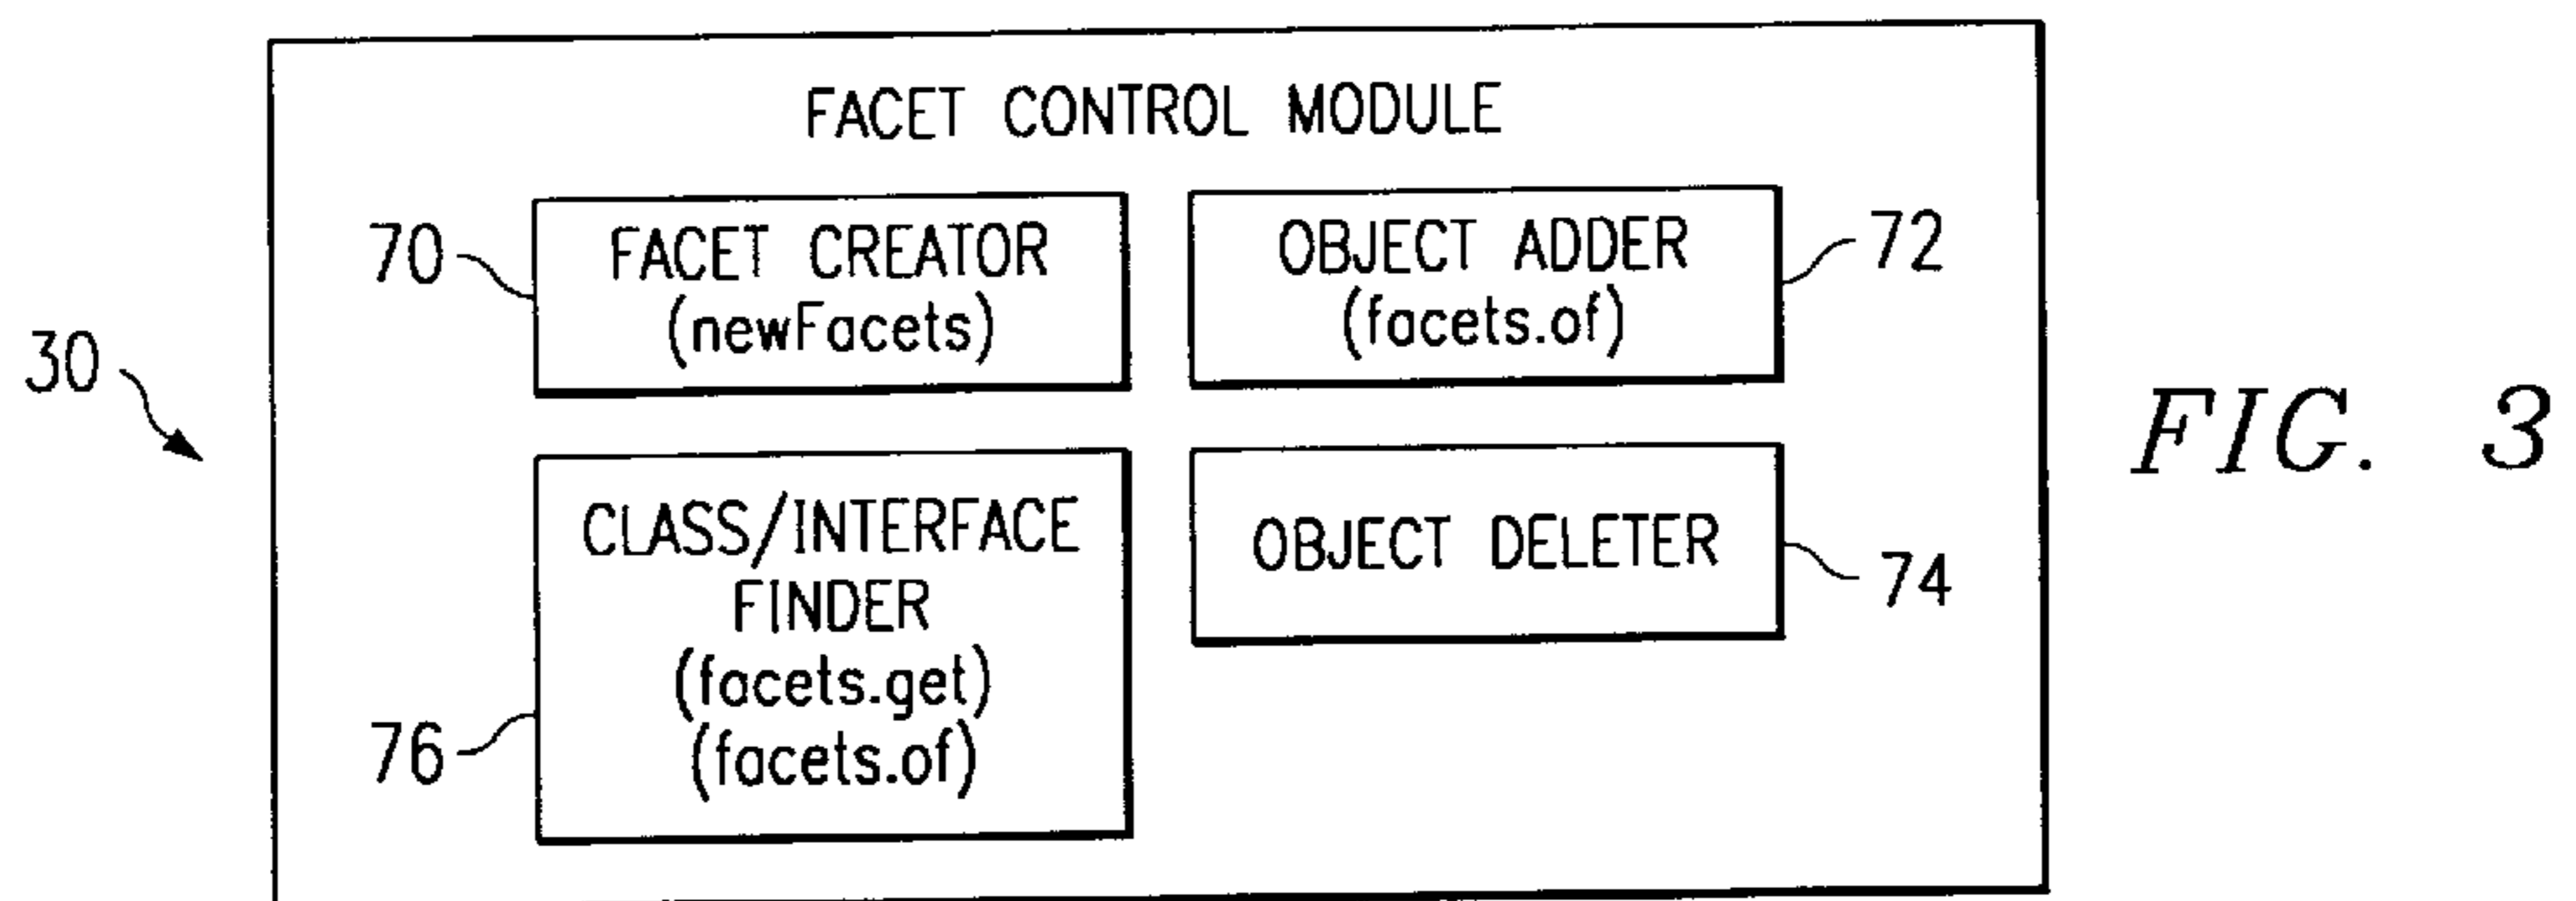 FACET CONTROL MODULE
70
FACET CREATOR
(newFacets)
OBJECT ADDER
(facets.of)
72
30
FIG. 3
CLASS/INTERFACE
FINDER
(facets.get)
(facets.of)
76
OBJECT DELETER
74